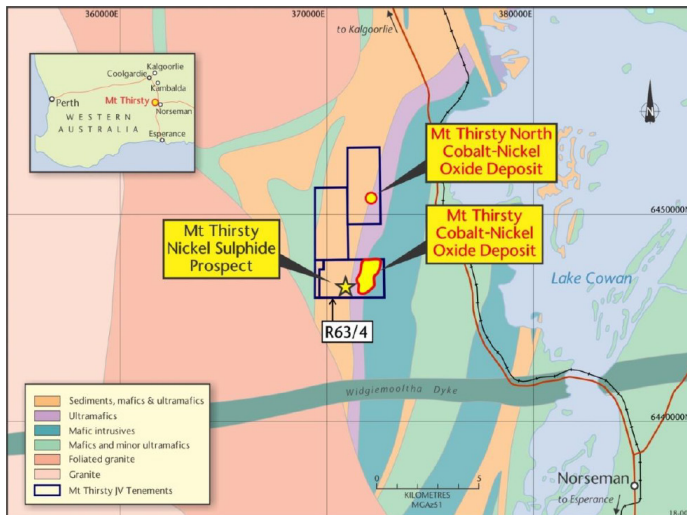 360000E
370000E
380000E
to Kalgoorlie
Kalgoorlie
Coolgardie
Kambalda
Perth
Mt Thirsty
Norseman
WESTERN
AUSTRALIA
Esperance
N
Mt Thirsty North
Cobalt-Nickel
Oxide Deposit
6450000N
Mt Thirsty
Nickel Sulphide
Prospect
Mt Thirsty
Cobalt-Nickel
Oxide Deposit
Lake Cowan
R63/4
Widgiemooltha Dyke
6440000N
Sediments, mafics & ultramafics
Ultramafics
Mafic intrusives
Mafics and minor ultramafics
Foliated granite
Granite
Mt Thirsty JV Tenements
0
5
KILOMETRES
MGAz51
Norseman
to Esperance